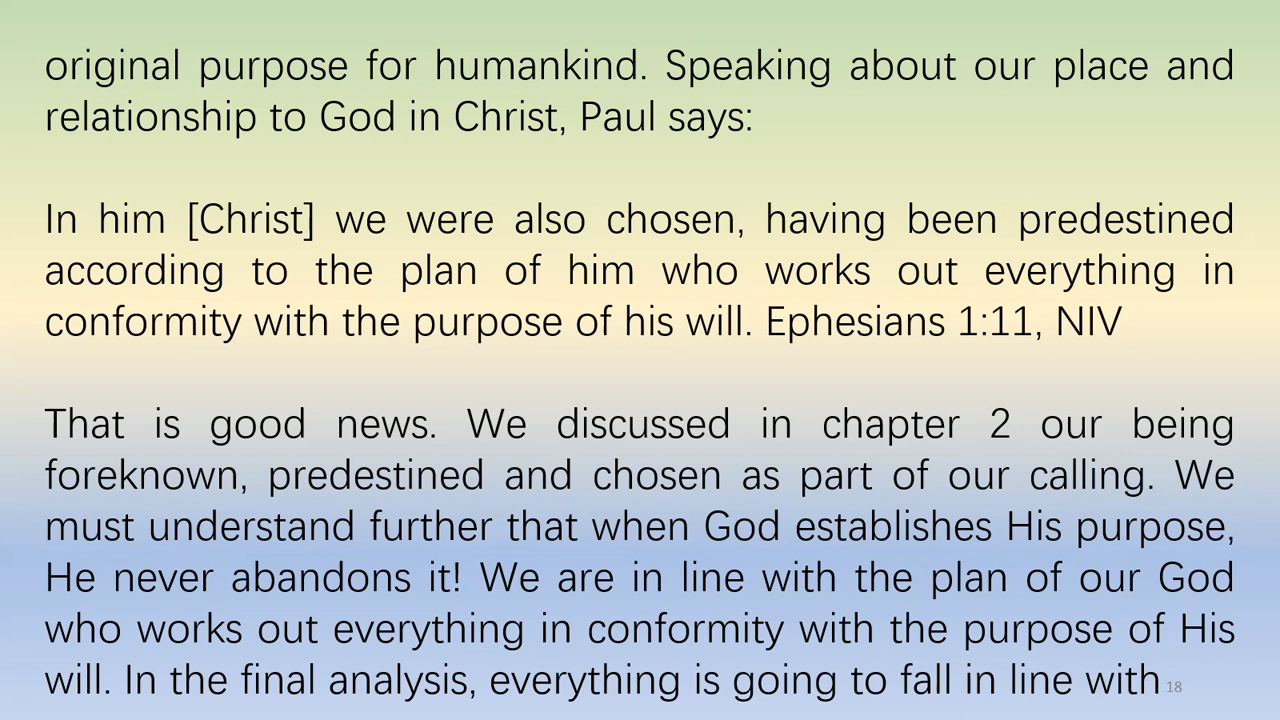 original purpose for humankind. Speaking about our place and
relationship to God in Christ, Paul says:
In him [Christ] we were also chosen, having been predestined
according to the plan of him who works out everything in
conformity with the purpose of his will. Ephesians 1:11, NIV
That is good news. We discussed in chapter 2 our being
foreknown, predestined and chosen as part of our calling. We
must understand further that when God establishes His purpose,
He never abandons it! We are in line with the plan of our God
who works out everything in conformity with the purpose of His
will. In the final analysis, everything is going to fall in line with
18